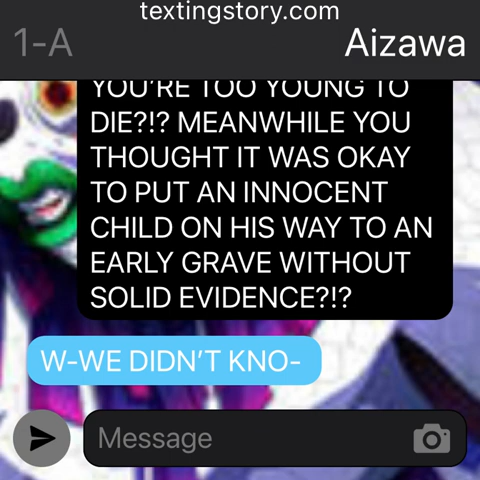 textingstory.com
1-A
Aizawa
YOU'RE TOO YOUNG TO
DIE?!? MEANWHILE YOU
THOUGHT IT WAS OKAY
TO PUT AN INNOCENT
CHILD ON HIS WAY TO AN
EARLY GRAVE WITHOUT
SOLID EVIDENCE?!?
W-WE DIDN'T KNO-
Message